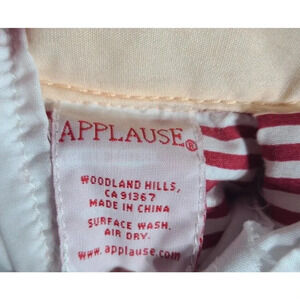 APPLAUSE®
WOODLAND HILLS,
CA 91367
MADE IN CHINA
SURFACE WASH.
AIR DRY.
www.applause.com